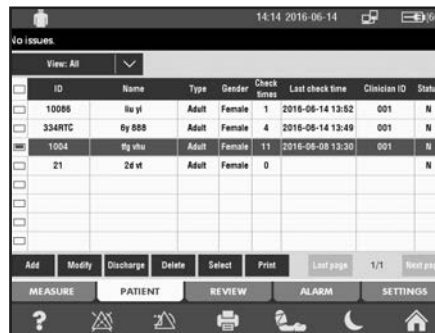 14:14 2016-06-14
No issues.
View: All
ID Name Type Gender Check times Last check time Clinician ID Statu
10086 liu yi Adult Female 1 2016-06-14 13:52 001 N
334RTC 6y 888 Adult Female 4 2016-06-14 13:49 001 N
1004 tfg vhu Adult Female 11 2016-06-08 13:30 001 N
21 2d vt Adult Female 0 N
Add Modify Discharge Delete Select Print Last page 1/1 Next pag
MEASURE PATIENT REVIEW ALARM SETTINGS
?